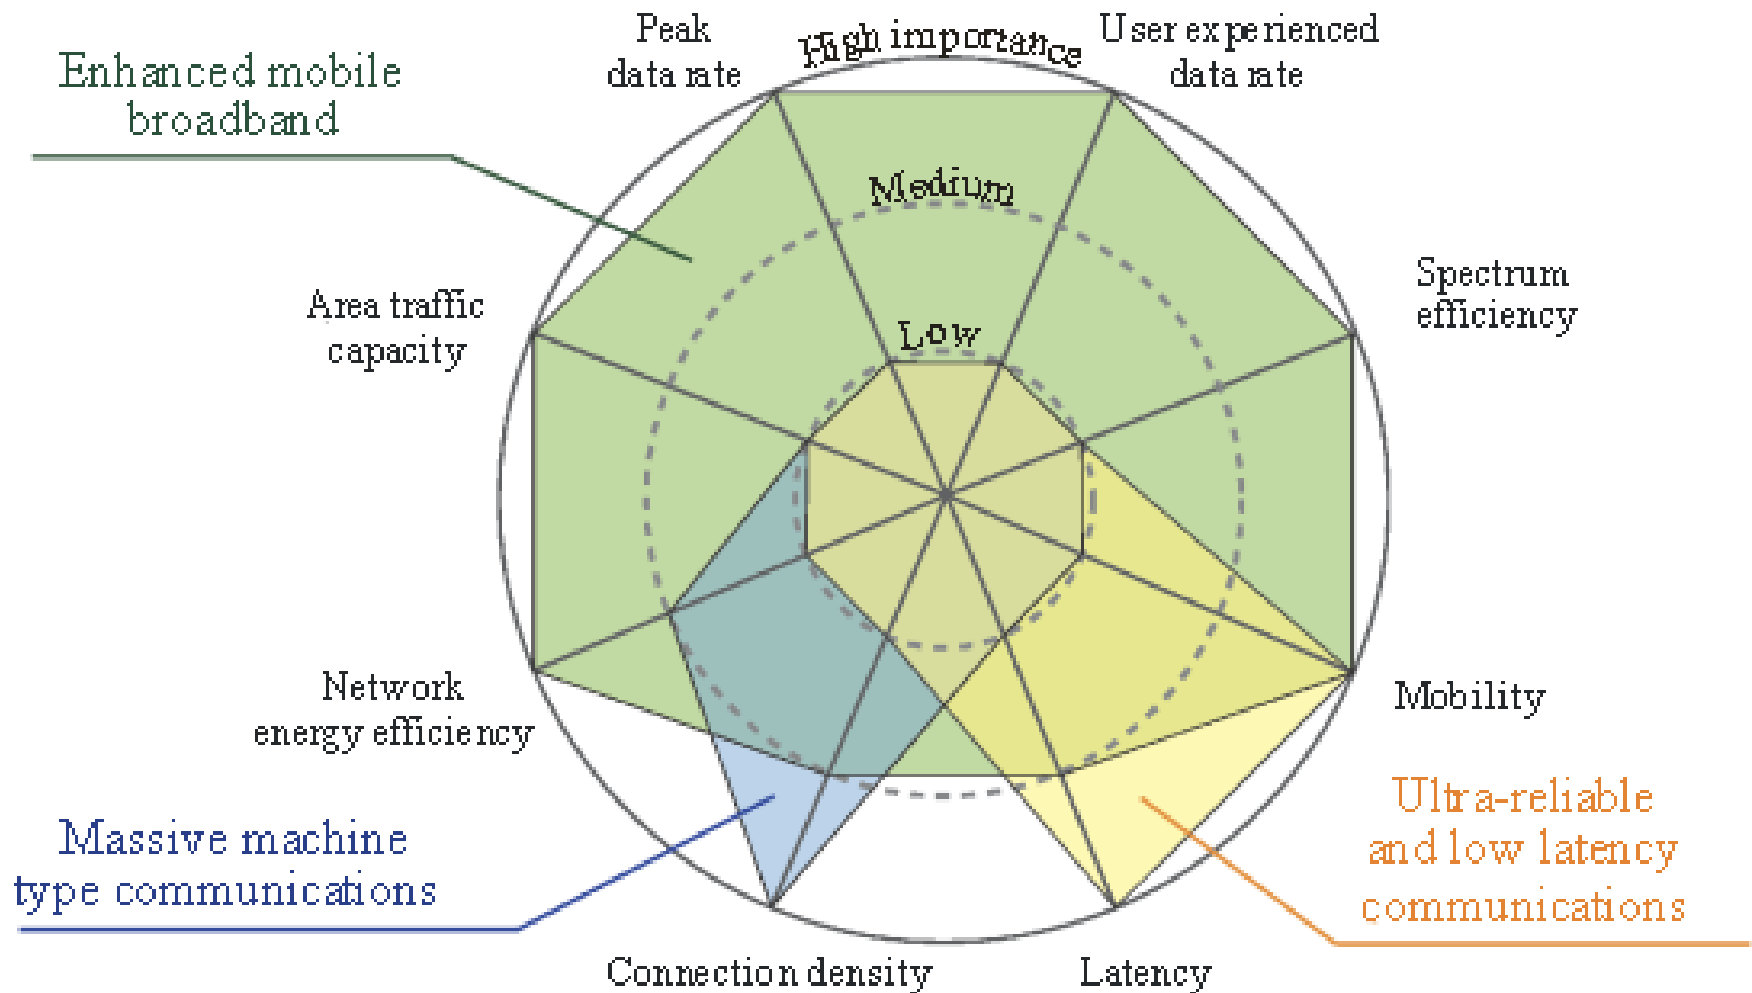 Peak
data rate
High importance
User experienced
data rate
Enhanced mobile
broadband
Medium
Spectrum
efficiency
Area traffic
capacity
Low
Network
energy efficiency
Mobility
Ultra-reliable
and low latency
communications
Massive machine
type communications
Connection density
Latency